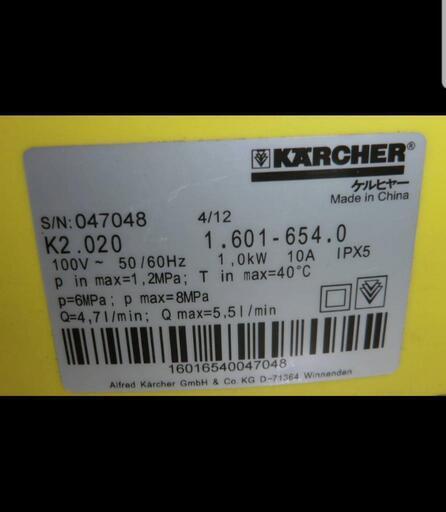 KÄRCHER®
ケルヒャー
Made in China
S/N: 047048 4/12
K2.020 1.601-654.0
100V~ 50/60Hz 1,0kW 10A IPX5
p in max=1,2MPa; T in max=40°C
p=6MPa; p max=8MPa
Q=4,7l/min; Q max=5,5l/min
16016540047048
Alfred Kärcher GmbH & Co. KG D-71364 Winnenden